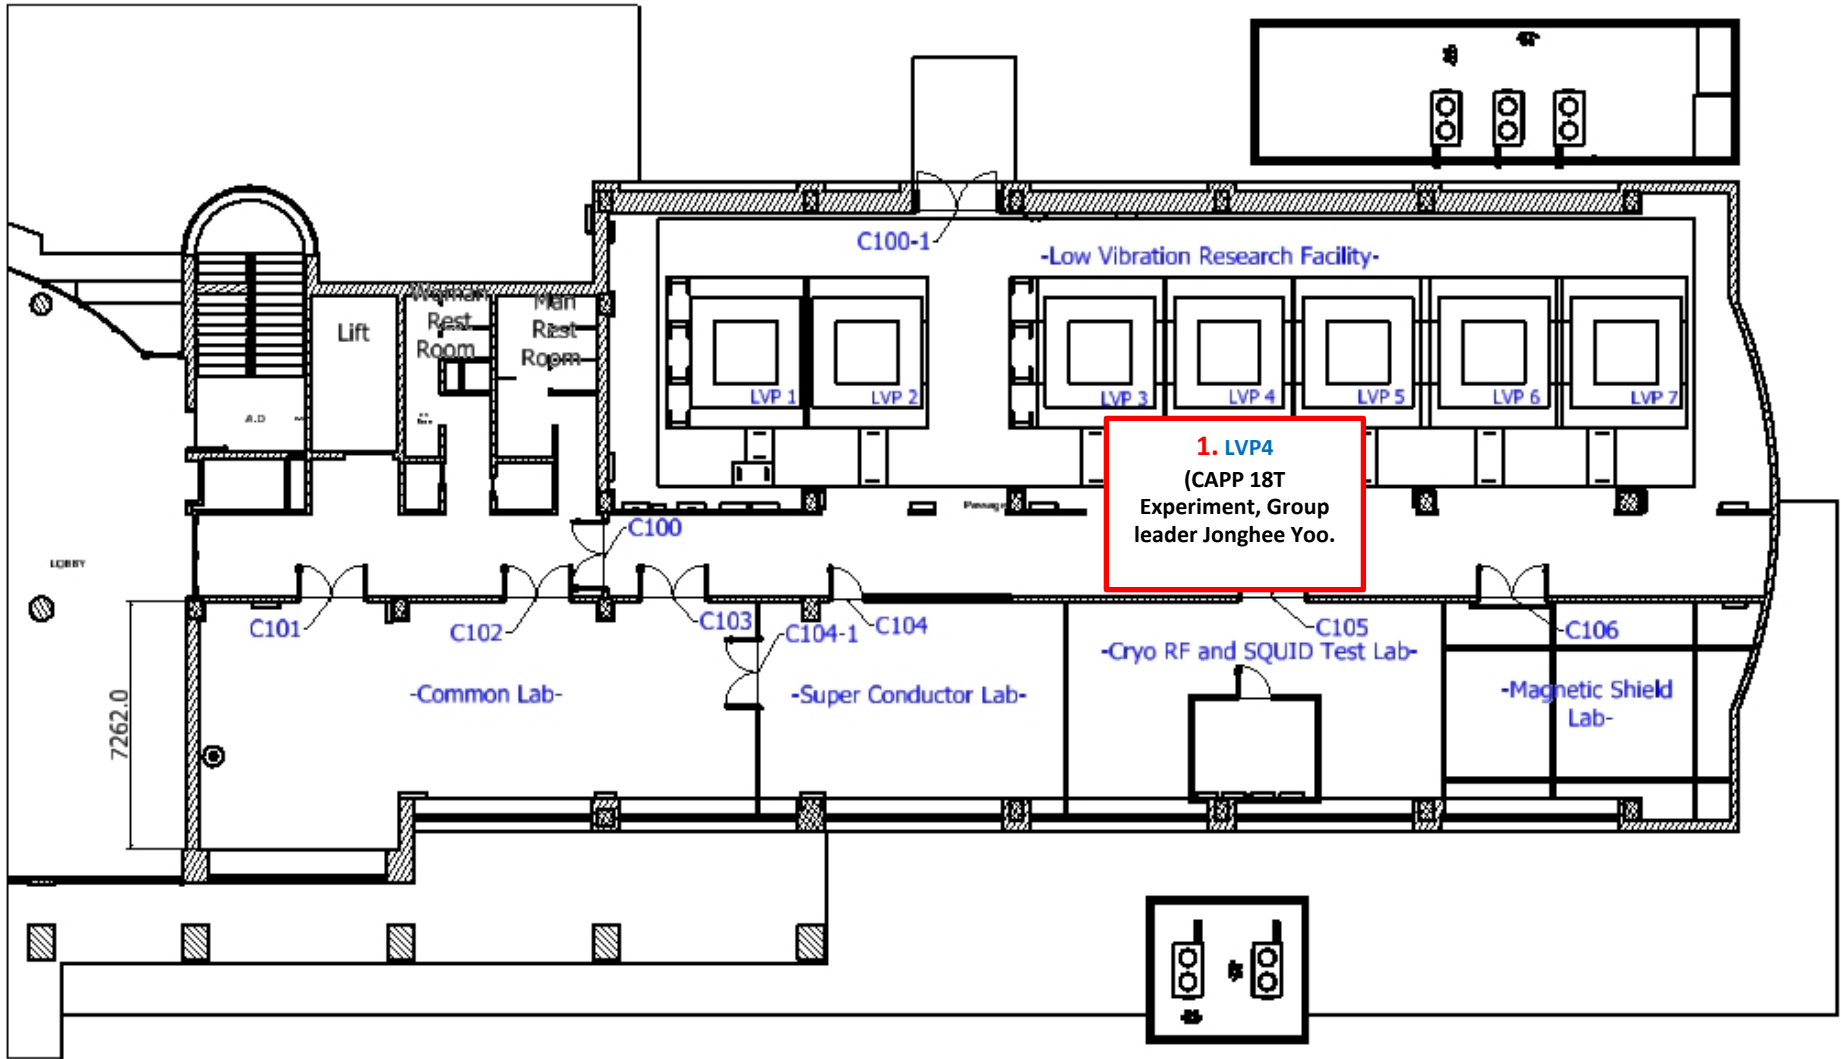 C100-1
-Low Vibration Research Facility-
Woman
Rest
Room
Man
Rest
Room
Lift
LVP 1
LVP 2
LVP 3
LVP 4
LVP 5
LVP 6
LVP 7
A.D
1. LVP4
(CAPP 18T
Experiment, Group
leader Jonghee Yoo.
Passage
C100
LOBBY
C101
C102
C103
C104-1
C104
C105
C106
-Common Lab-
-Super Conductor Lab-
-Cryo RF and SQUID Test Lab-
-Magnetic Shield
Lab-
7262.0